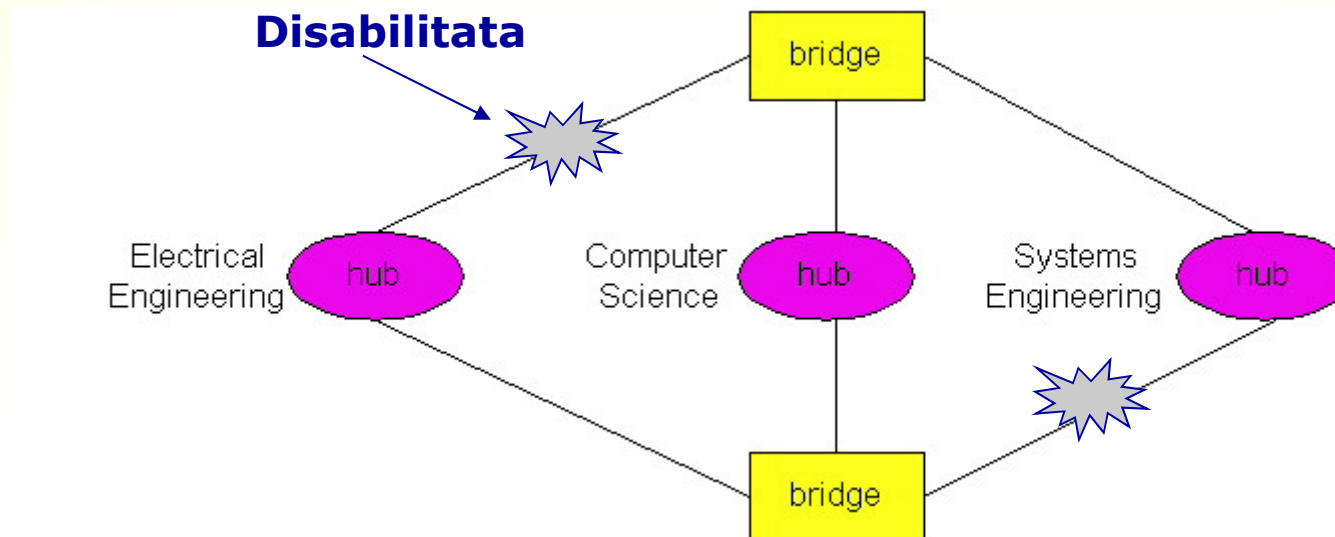 Disabilitata
bridge
Electrical
Engineering
hub
Computer
Science
hub
Systems
Engineering
hub
bridge